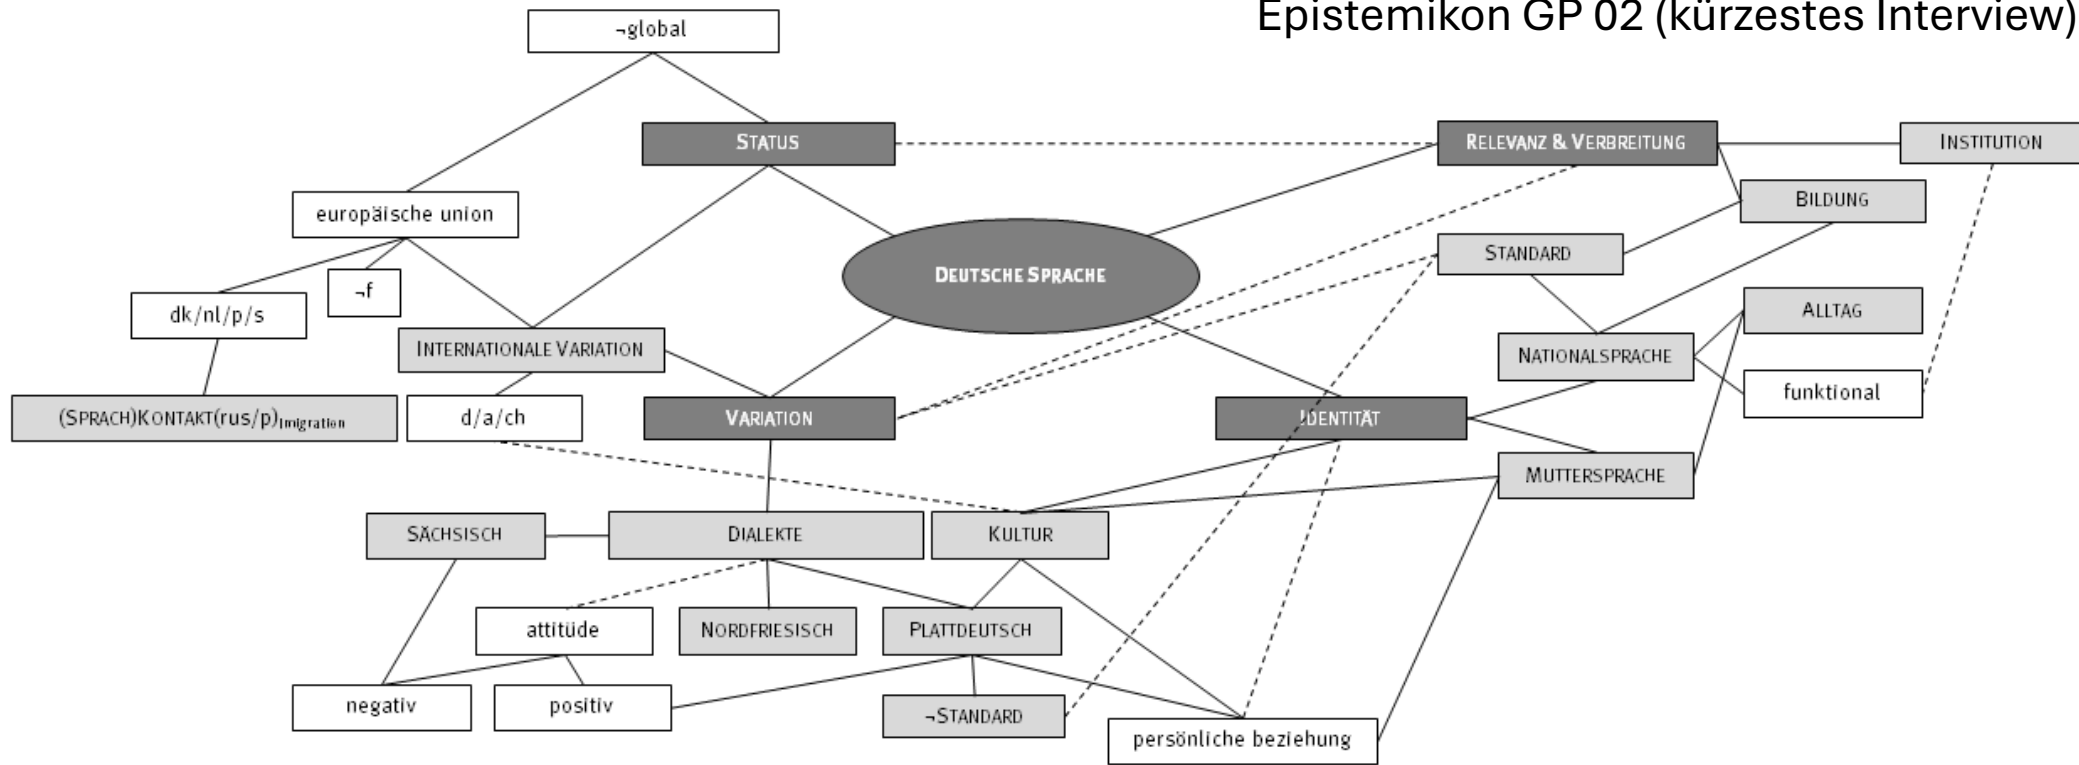 Epistemikon GP 02 (kürzestes Interview)
¬global
STATUS
RELEVANZ & VERBREITUNG
INSTITUTION
BILDUNG
europäische union
STANDARD
DEUTSCHE SPRACHE
¬f
dk/nl/p/s
ALLTAG
INTERNATIONALE VARIATION
NATIONALSPRACHE
funktional
(SPRACH)KONTAKT(rus/p)Imigration
d/a/ch
VARIATION
IDENTITÄT
MUTTERSPRACHE
SÄCHSISCH
DIALEKTE
KULTUR
attitüde
NORDFRIESISCH
PLATTDEUTSCH
negativ
positiv
¬STANDARD
persönliche beziehung